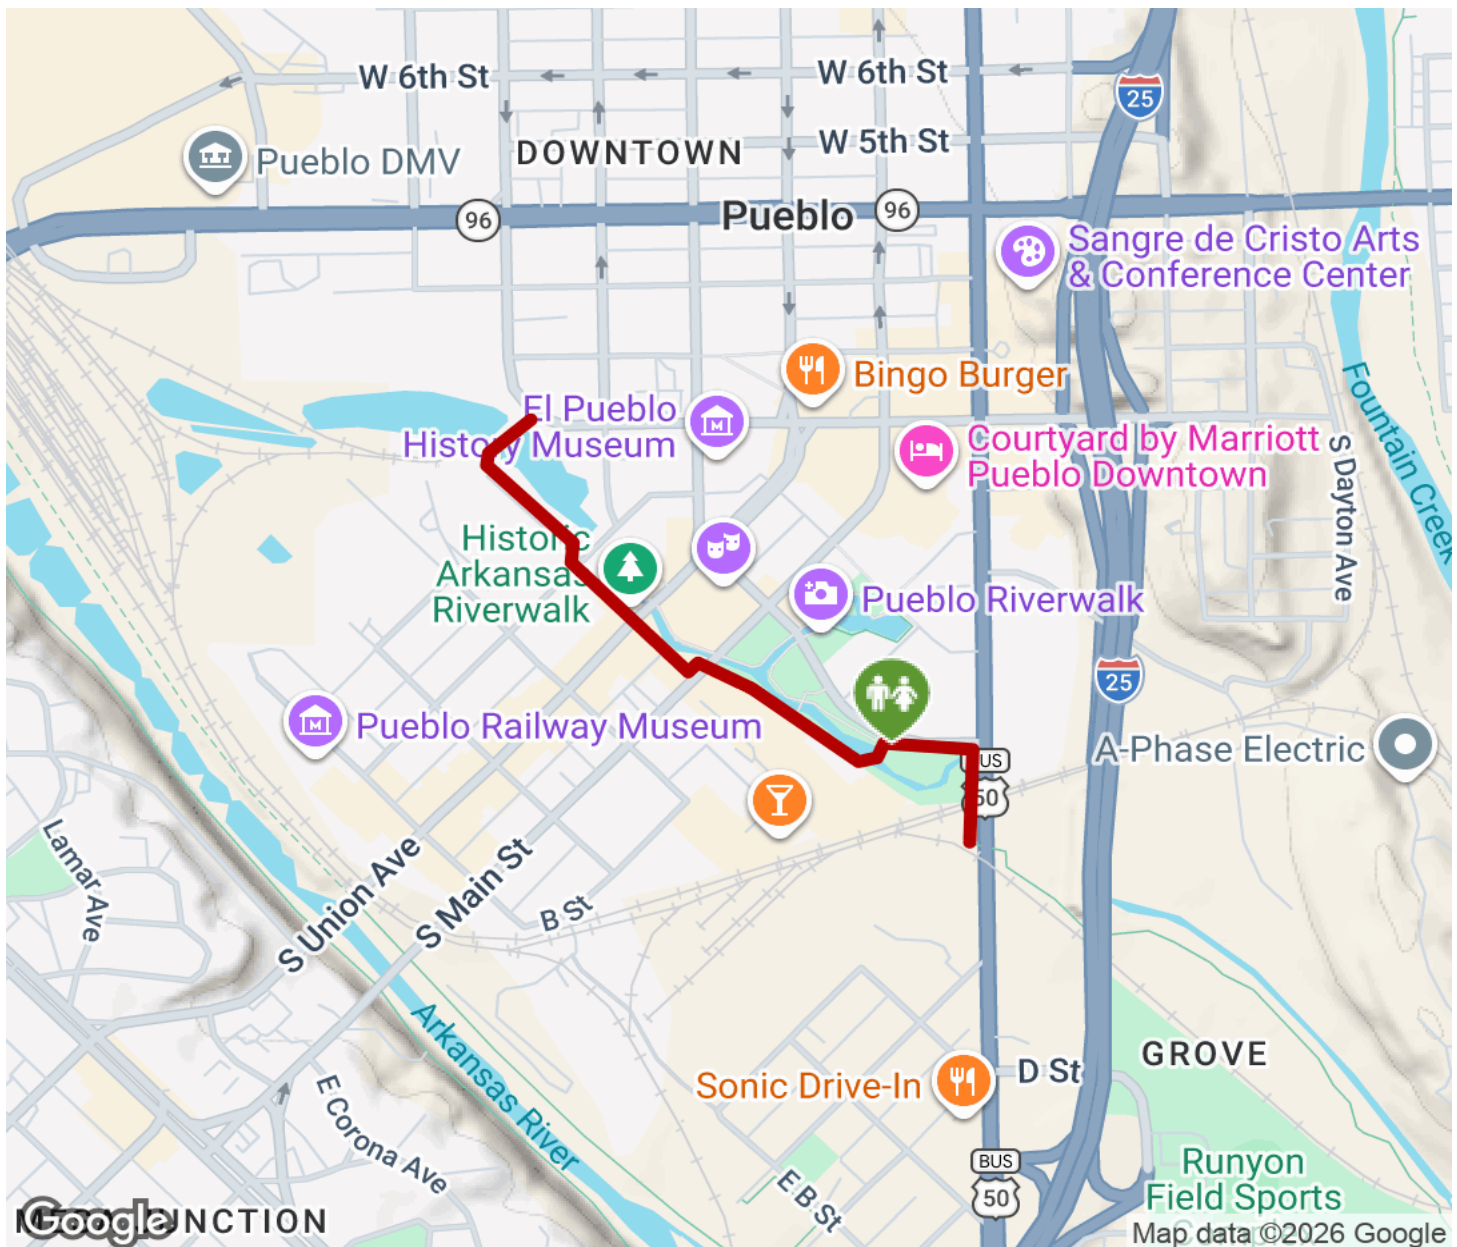 W 6th St
W 6th St
25
DOWNTOWN
W 5th St
Pueblo DMV
96
Pueblo
96
Sangre de Cristo Arts
& Conference Center
Bingo Burger
Fountain Creek
El Pueblo
History Museum
Courtyard by Marriott
Pueblo Downtown
S Dayton Ave
Historic
Arkansas
Riverwalk
Pueblo Riverwalk
25
Pueblo Railway Museum
A-Phase Electric
BUS
50
Lamar Ave
S Union Ave
S Main St
B St
Arkansas River
GROVE
Sonic Drive-In
D St
E Corona Ave
BUS
50
E B St
Runyon
Field Sports
Google
JUNCTION
Map data ©2026 Google